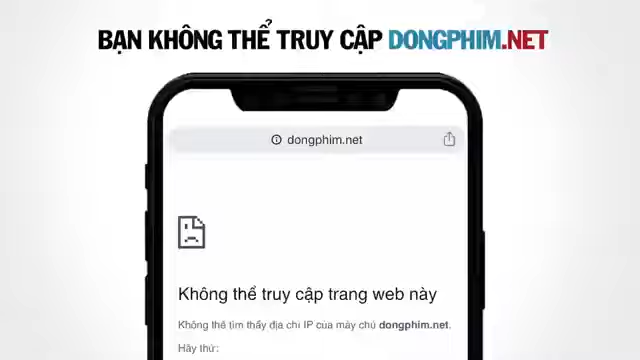 BẠN KHÔNG THỂ TRUY CẬP DONGPHIM.NET
dongphim.net
Không thể truy cập trang web này
Không thể tìm thấy địa chỉ IP của máy chủ dongphim.net.
Hãy thử: